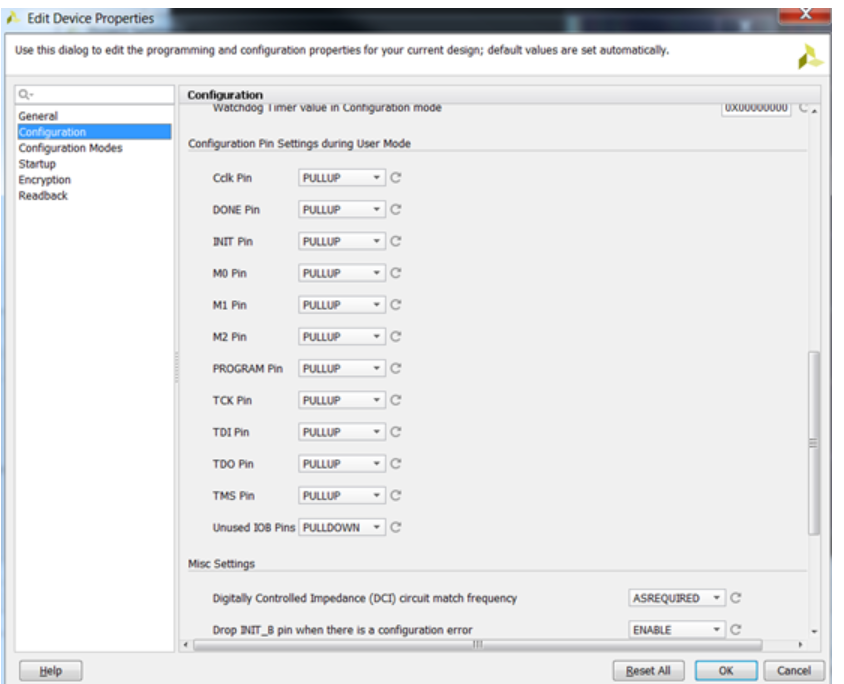 Edit Device Properties
X
Use this dialog to edit the programming and configuration properties for your current design; default values are set automatically.
Q-
General
Configuration
Configuration Modes
Startup
Encryption
Readback
Configuration
Watchdog Timer value in Configuration mode 0X00000000
Configuration Pin Settings during User Mode
Cclk Pin PULLUP
DONE Pin PULLUP
INIT Pin PULLUP
M0 Pin PULLUP
M1 Pin PULLUP
M2 Pin PULLUP
PROGRAM Pin PULLUP
TCK Pin PULLUP
TDI Pin PULLUP
TDO Pin PULLUP
TMS Pin PULLUP
Unused IOB Pins PULLDOWN
Misc Settings
Digitally Controlled Impedance (DCI) circuit match frequency ASREQUIRED
Drop INIT_B pin when there is a configuration error ENABLE
Help Reset All OK Cancel